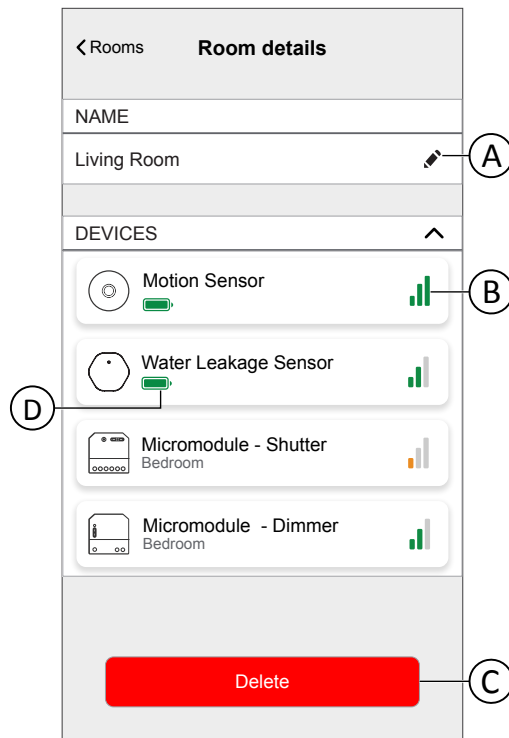 Rooms Room details
NAME
Living Room
A
DEVICES
Motion Sensor
B
Water Leakage Sensor
D
Micromodule - Shutter
Bedroom
Micromodule - Dimmer
Bedroom
Delete
C